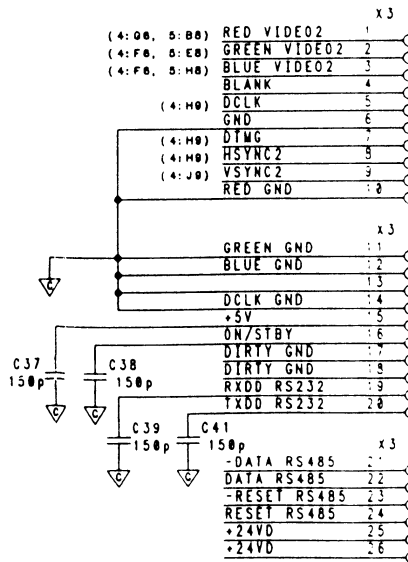 X3
(4:G6, 5:B8) RED VIDEO2 1
(4:F6, 5:E8) GREEN VIDEO2 2
(4:F6, 5:H8) BLUE VIDEO2 3
BLANK 4
(4:H9) DCLK 5
GND 6
(4:H9) DTMG 7
(4:H9) HSYNC2 8
(4:J9) VSYNC2 9
RED GND 10
X3
GREEN GND 11
BLUE GND 12
13
DCLK GND 14
+5V 15
ON/STBY 16
DIRTY GND 17
DIRTY GND 18
RXDD RS232 19
TXDD RS232 20
C
C37
150p
C38
150p
C
C
C39
150p
C41
150p
C
C
X3
-DATA RS485 21
DATA RS485 22
-RESET RS485 23
RESET RS485 24
+24VD 25
+24VD 26